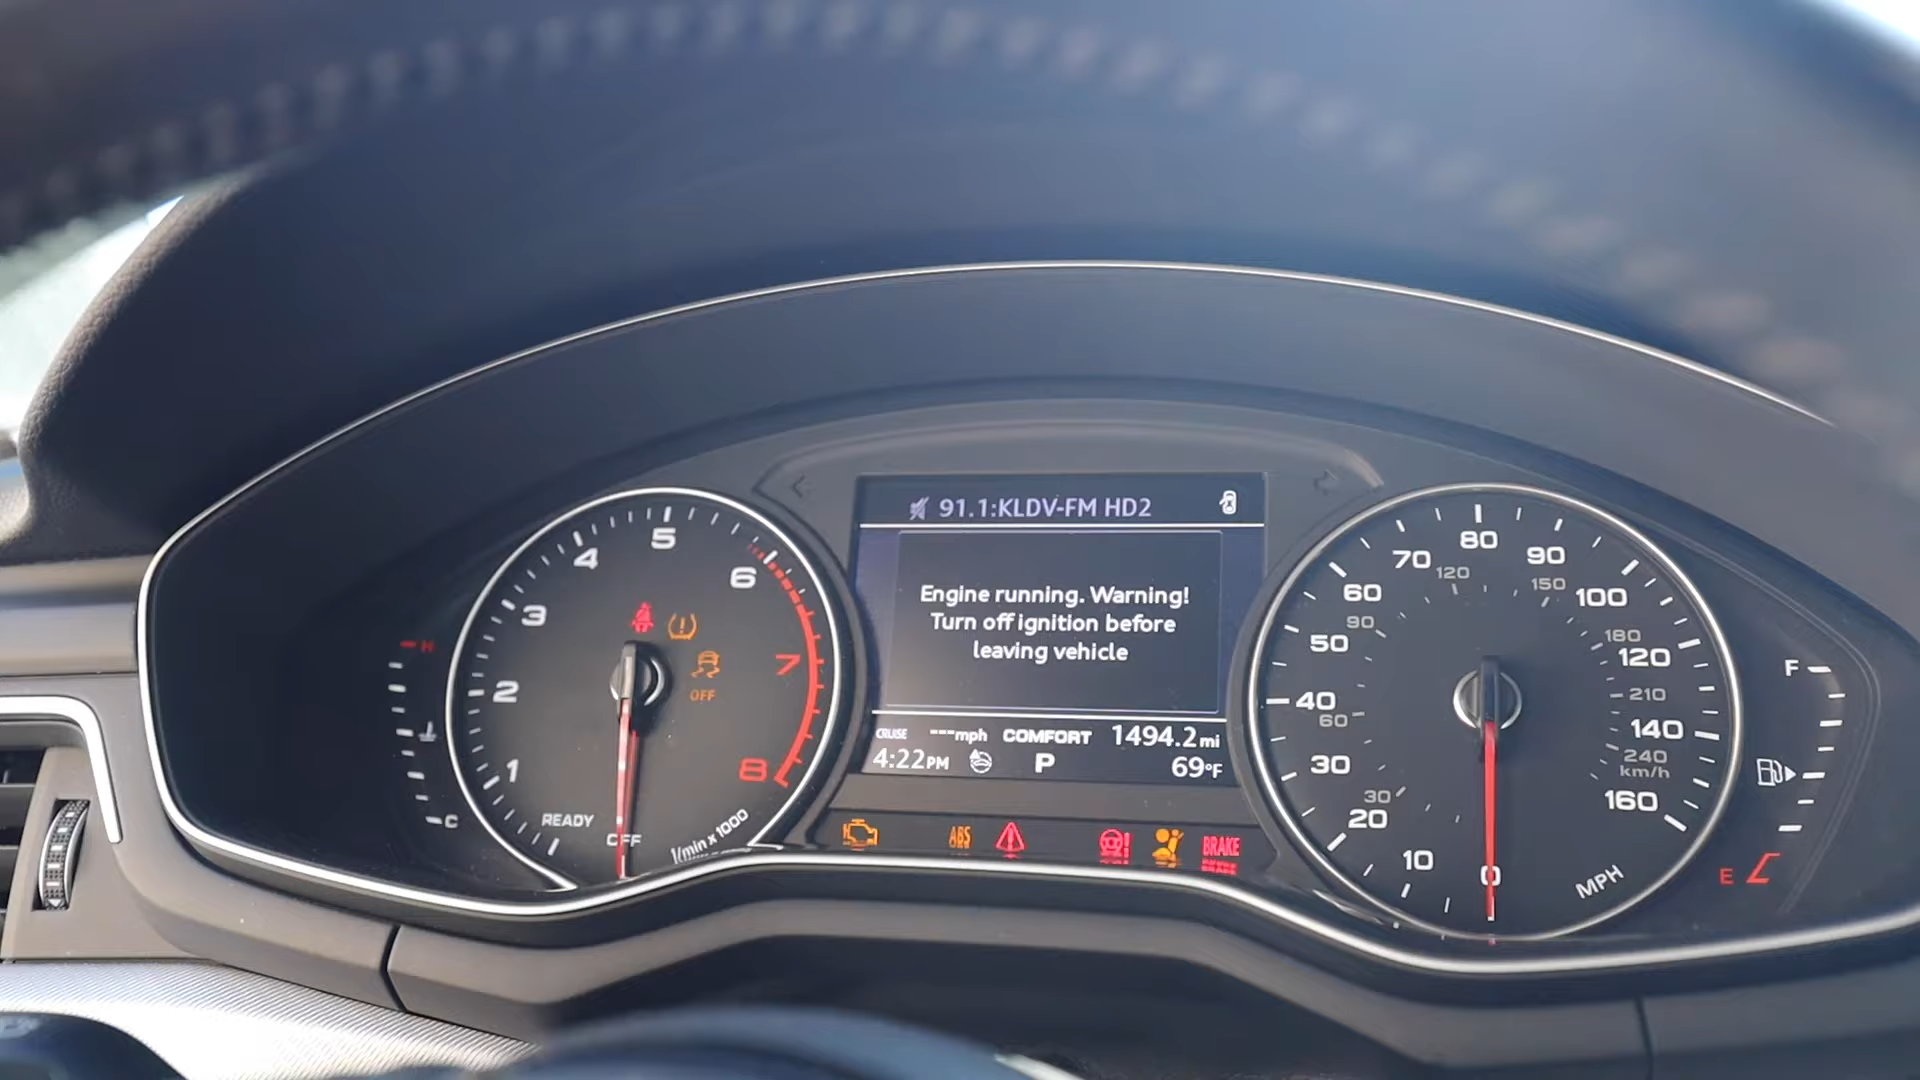 91.1:KLDV-FM HD2
Engine running. Warning!
Turn off ignition before
leaving vehicle
CRUISE ---mph COMFORT 1494.2 mi
4:22PM P 69°F
1
2
3
4
5
6
7
8
READY
OFF
1/min x 1000
OFF
H
C
ABS
BRAKE
0
10
20
30
40
50
60
70
80
90
100
120
140
160
MPH
30
60
90
120
150
180
210
240
km/h
F
E